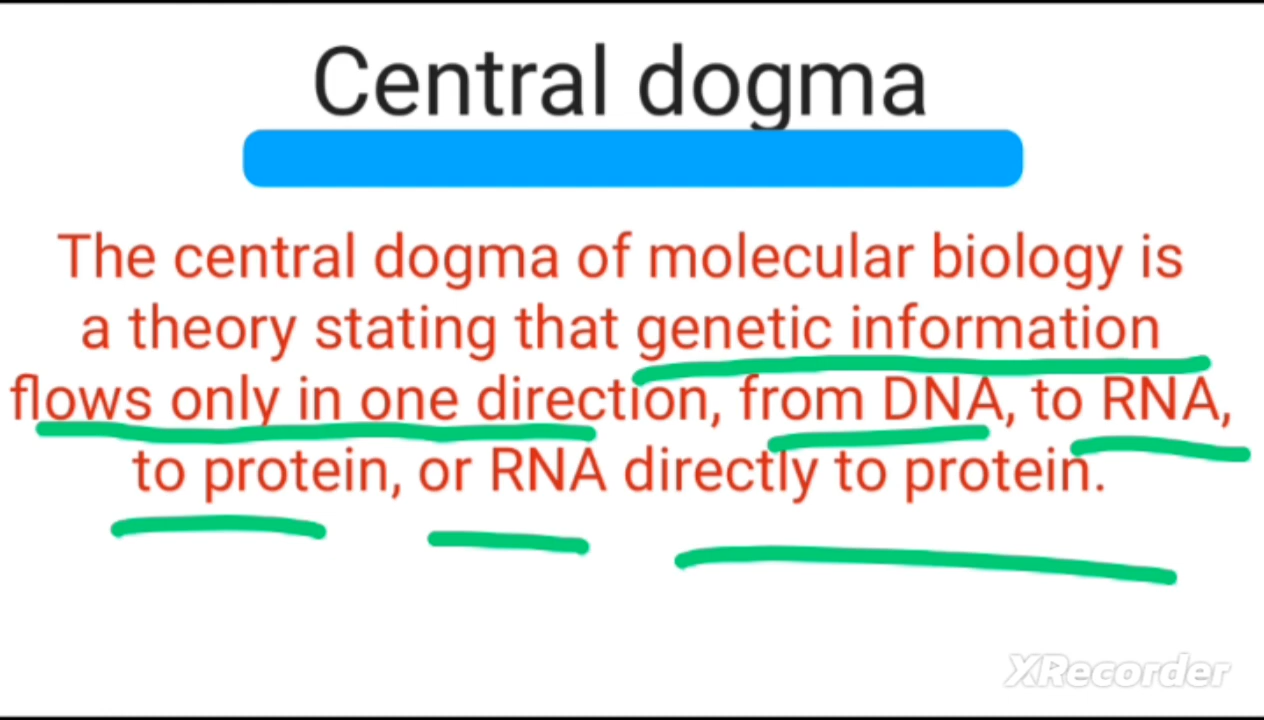 Central dogma
The central dogma of molecular biology is
a theory stating that genetic information
flows only in one direction, from DNA, to RNA,
to protein, or RNA directly to protein.
XRecorder